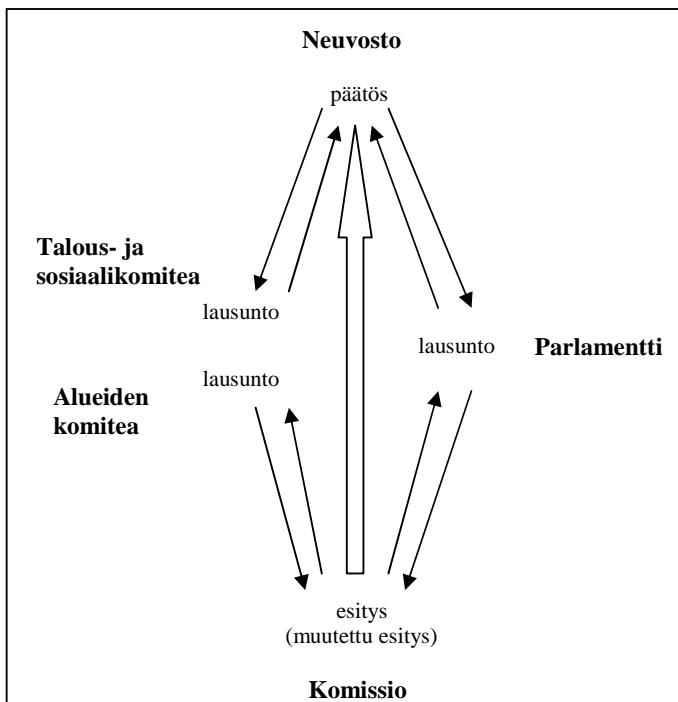 Neuvosto
päätös
Talous- ja
sosiaalikomitea
lausunto
lausunto
Parlamentti
lausunto
Alueiden
komitea
esitys
(muutettu esitys)
Komissio